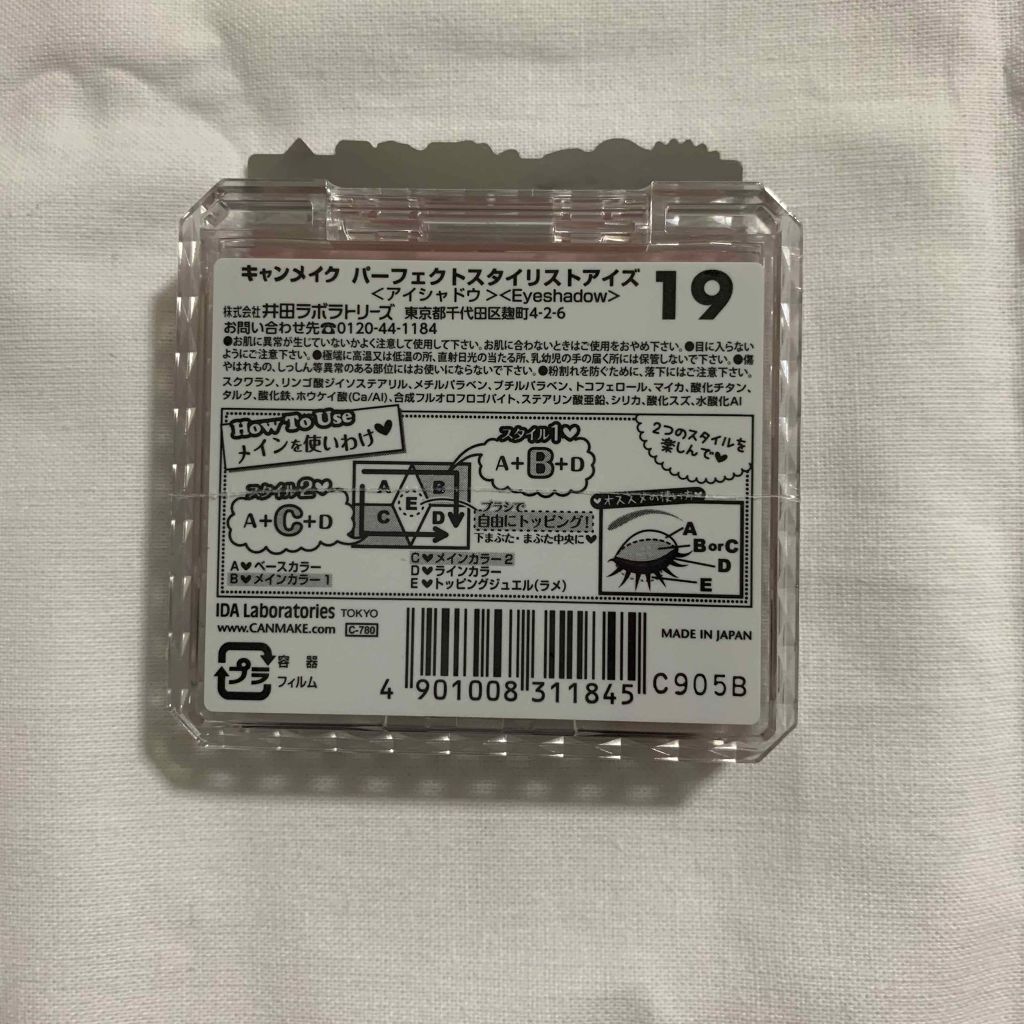 キャンメイク パーフェクトスタイリストアイズ 19
<アイシャドウ><Eyeshadow>
株式会社 井田ラボラトリーズ 東京都千代田区麹町4-2-6
お問い合わせ先☎0120-44-1184
●お肌に異常が生じていないかよく注意して使用して下さい。お肌に合わないときはご使用をおやめ下さい。●目に入らない
ようにご注意下さい。●極端に高温又は低温の所、直射日光の当たる所、乳幼児の手の届く所には保管しないで下さい。●傷
やはれもの、しっしん等異常のある部位にはお使いにならないで下さい。●粉割れを防ぐために、落下にはご注意下さい。
スクワラン、リンゴ酸ジイソステアリル、メチルパラベン、ブチルパラベン、トコフェロール、マイカ、酸化チタン、
タルク、酸化鉄、ホウケイ酸(Ca/Al)、合成フルオロフロゴパイト、ステアリン酸亜鉛、シリカ、酸化スズ、水酸化Al
How To Use
メインを使いわけ♥
スタイル1♥
A+B+D
2つのスタイルを
楽しんで♥
スタイル2♥
A+C+D
A B
E
C D
ブラシで
自由にトッピング!
下まぶた・まぶた中央に♥
♥オススメの使い方♥
A
B or C
D
E
A♥ベースカラー
B♥メインカラー1
C♥メインカラー2
D♥ラインカラー
E♥トッピングジュエル(ラメ)
IDA Laboratories TOKYO
www.CANMAKE.com C-780
MADE IN JAPAN
プラ
容器
フィルム
4 901008 311845
C905B